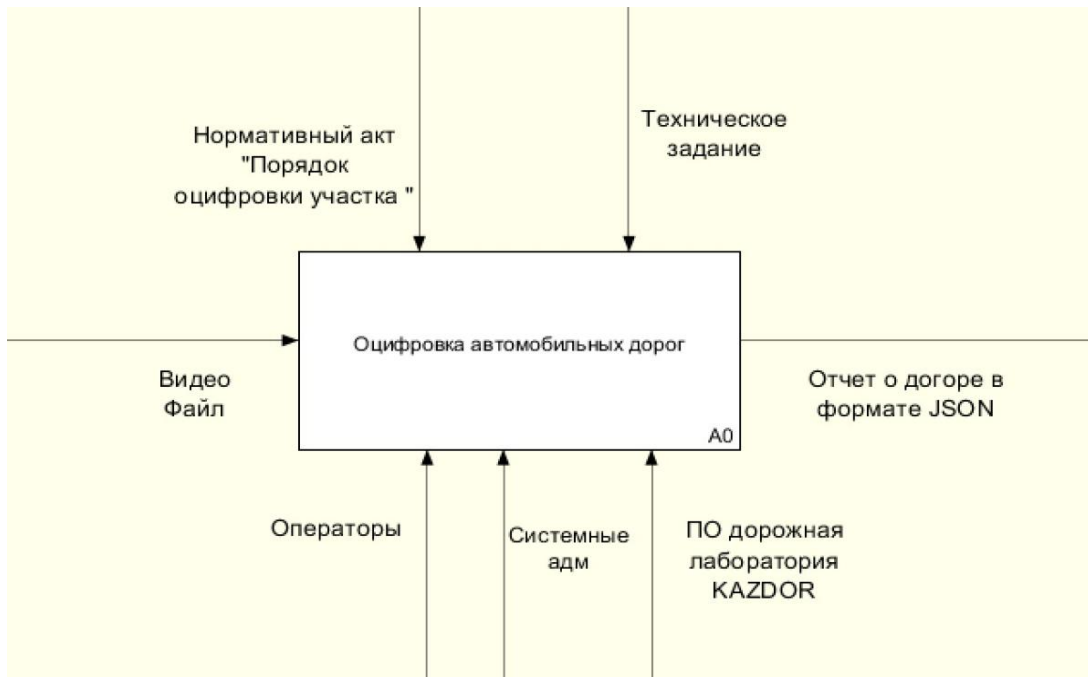 Нормативный акт
"Порядок
оцифровки участка "
Техническое
задание
Оцифровка автомобильных дорог
A0
Видео
Файл
Отчет о догоре в
формате JSON
Операторы
Системные
адм
ПО дорожная
лаборатория
KAZDOR